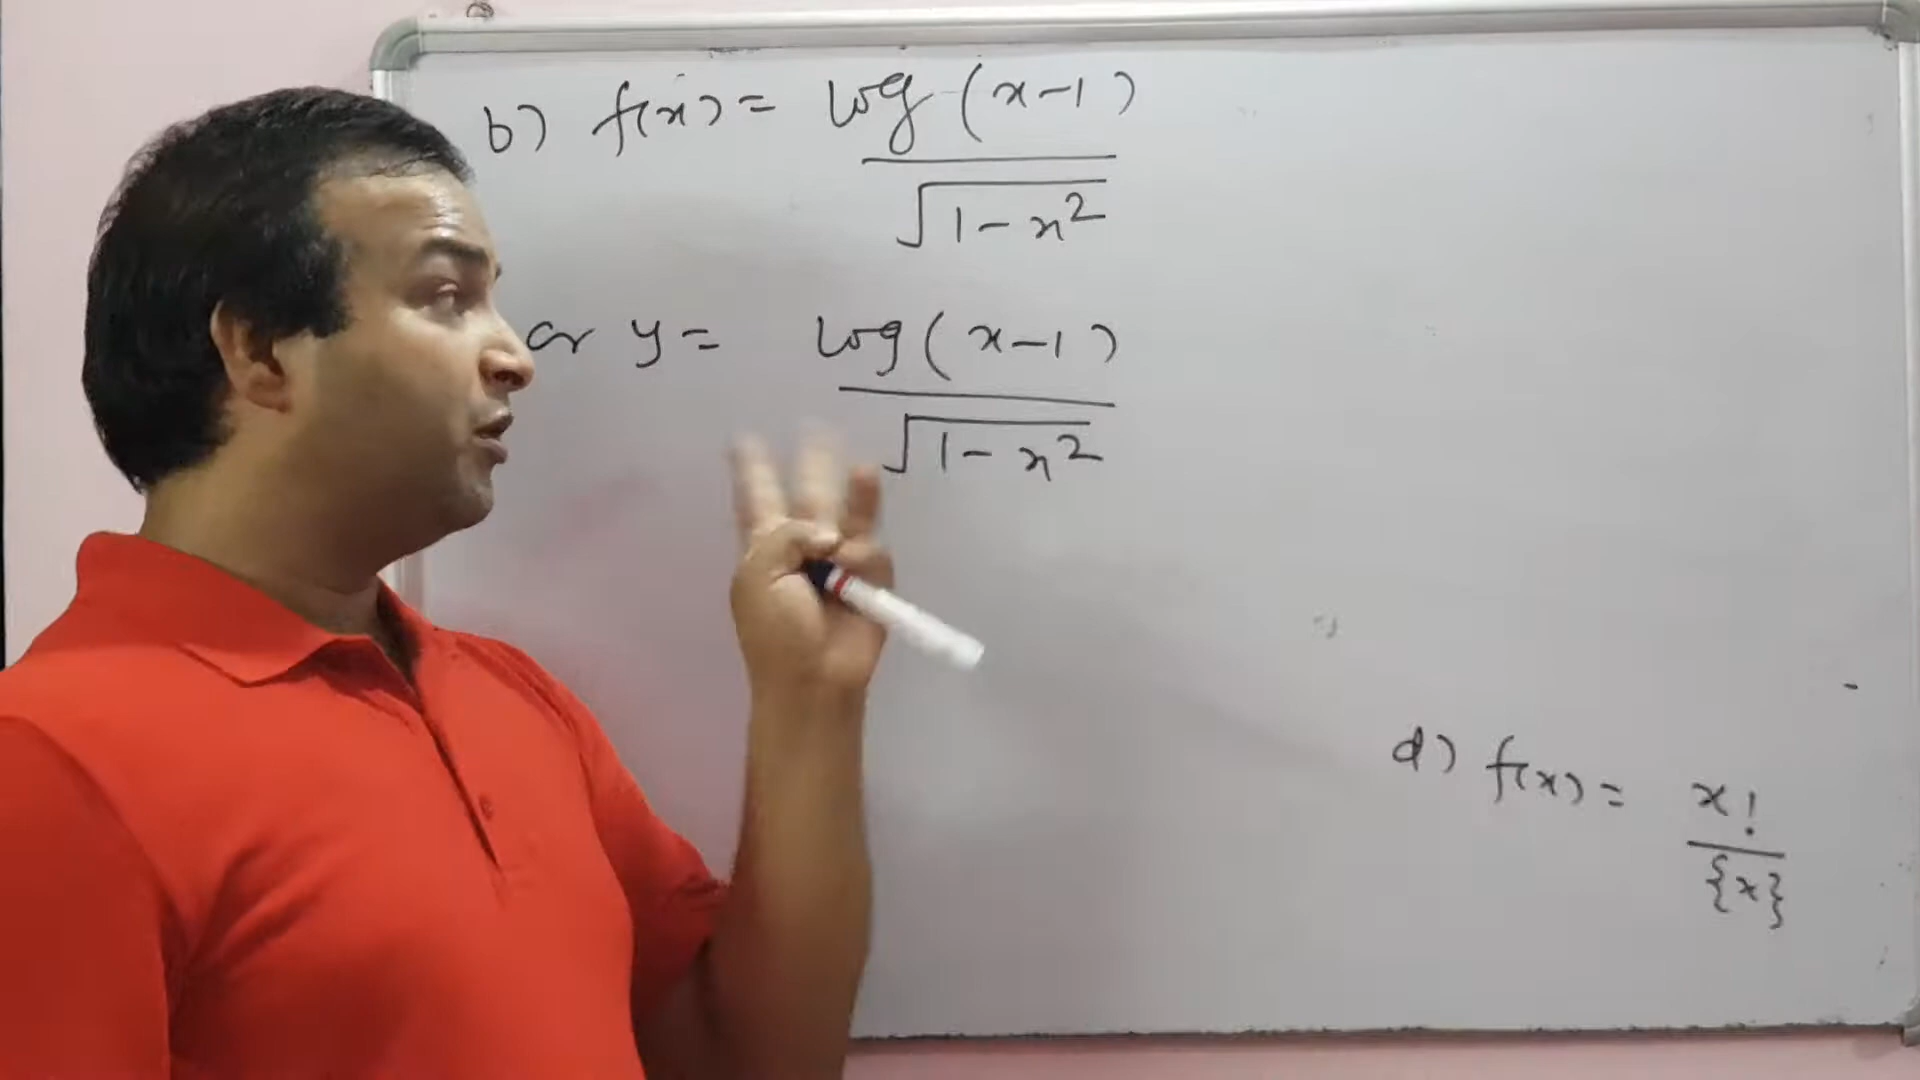 b) f(x) = log (x-1)
√1-x²
or y = log (x-1)
√1-x²
d) f(x) = x!
{x}